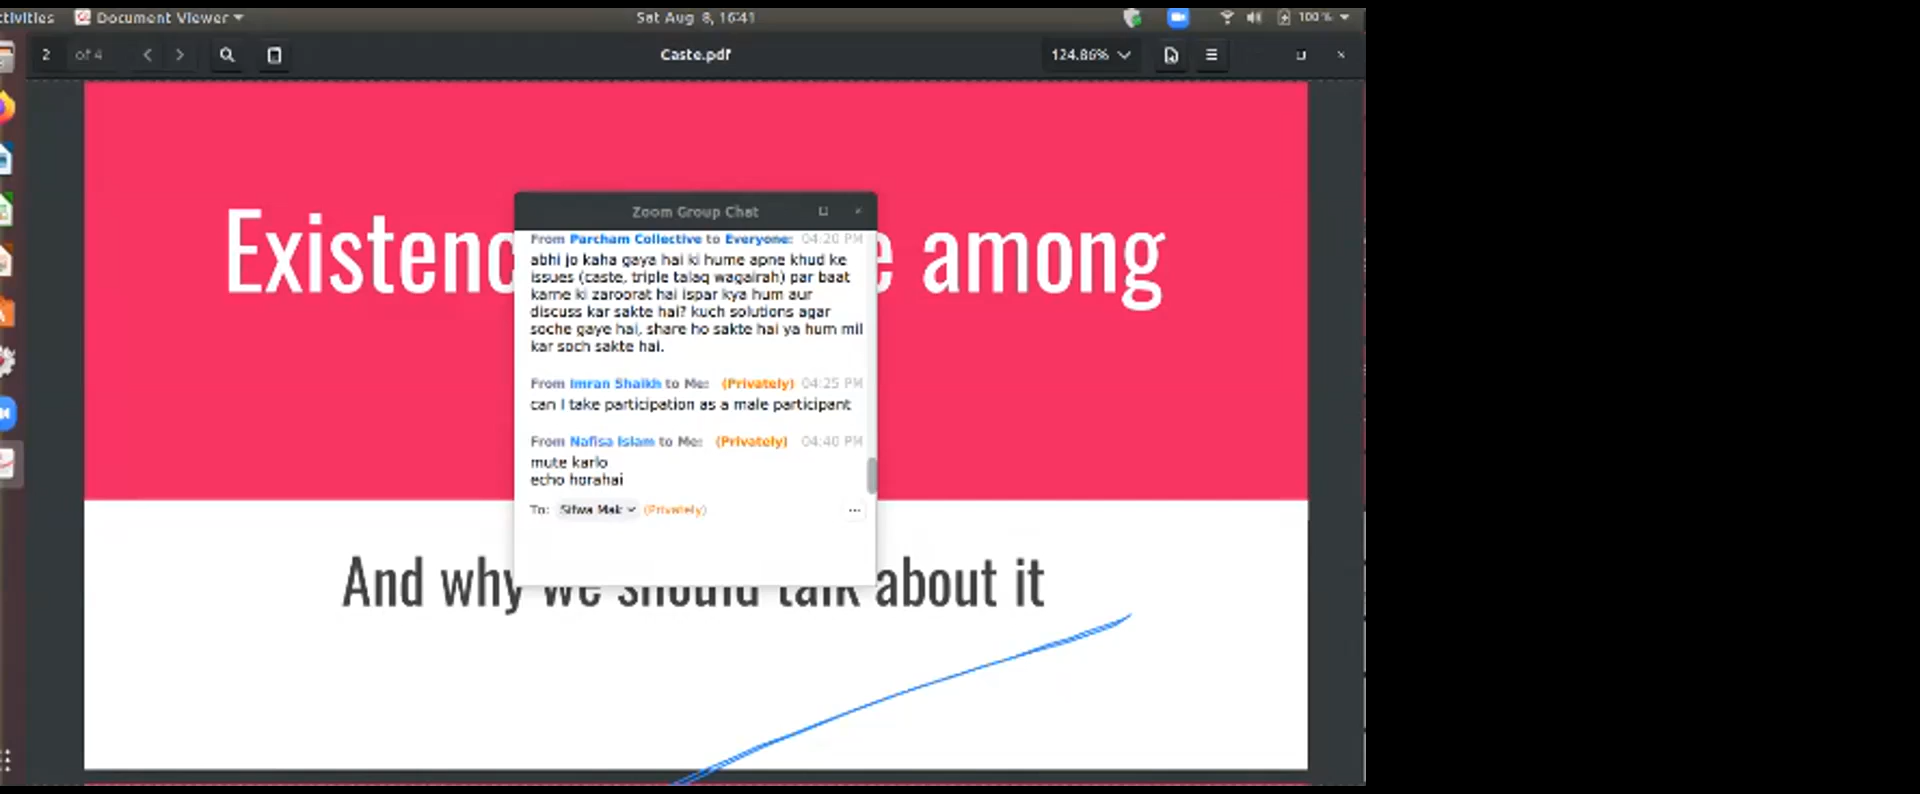 ctivities Document Viewer Sat Aug 8, 16:41 100 %
2 of 4 Caste.pdf 124.86%
Existenc e among
Zoom Group Chat
From Parcham Collective to Everyone: 04:20 PM
abhi jo kaha gaya hai ki hume apne khud ke
issues (caste, triple talaq wagairah) par baat
karne ki zaroorat hai ispar kya hum aur
discuss kar sakte hai? kuch solutions agar
soche gaye hai, share ho sakte hai ya hum mil
kar soch sakte hai.
From Imran Shaikh to Me: (Privately) 04:25 PM
can I take participation as a male participant
From Nafisa Islam to Me: (Privately) 04:40 PM
mute karlo
echo horahai
To: Sifwa Mak (Privately)
And why we should talk about it